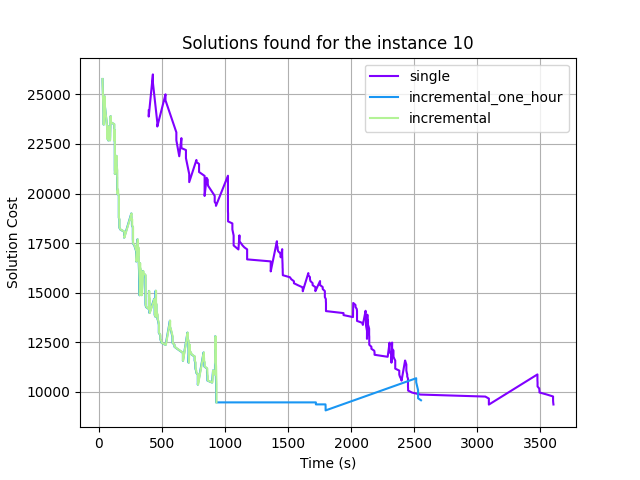 Solutions found for the instance 10
single
incremental_one_hour
incremental
Solution Cost
25000
22500
20000
17500
15000
12500
10000
0 500 1000 1500 2000 2500 3000 3500
Time (s)